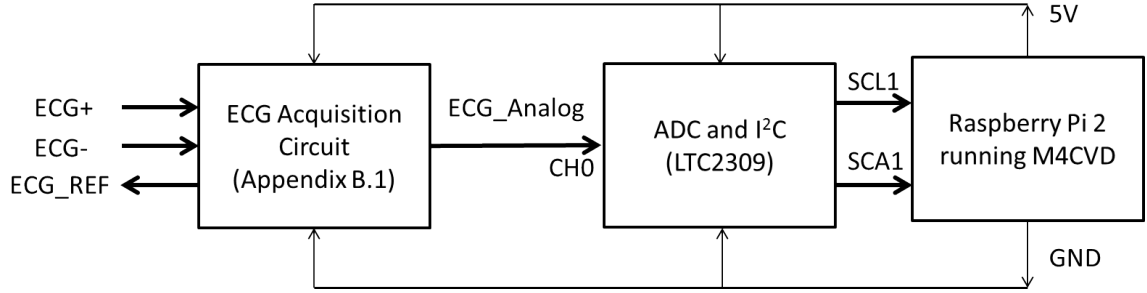 5V
ECG+
ECG-
ECG_REF
ECG Acquisition
Circuit
(Appendix B.1)
ECG_Analog
CH0
ADC and I²C
(LTC2309)
SCL1
SCA1
Raspberry Pi 2
running M4CVD
GND